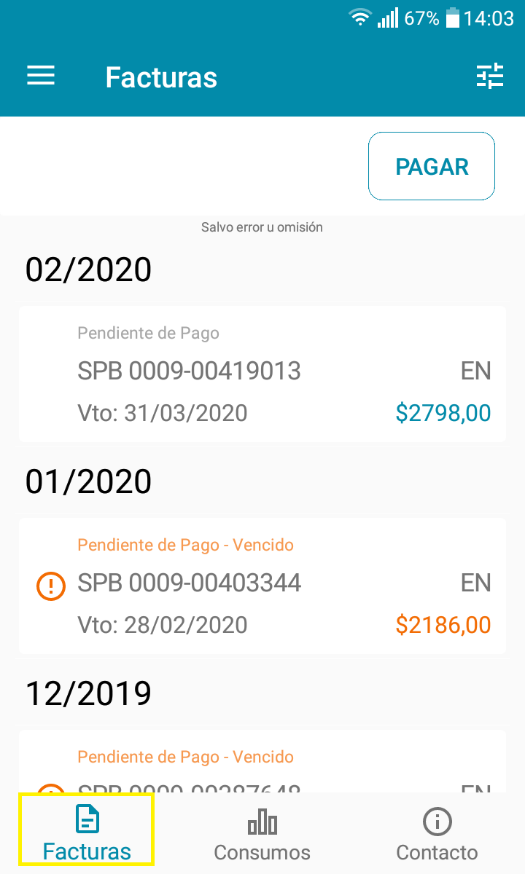 67% 14:03
Facturas
PAGAR
Salvo error u omisión
02/2020
Pendiente de Pago
SPB 0009-00419013 EN
Vto: 31/03/2020 $2798,00
01/2020
Pendiente de Pago - Vencido
SPB 0009-00403344 EN
Vto: 28/02/2020 $2186,00
12/2019
Pendiente de Pago - Vencido
SPB 0009-00387648 EN
Facturas Consumos Contacto